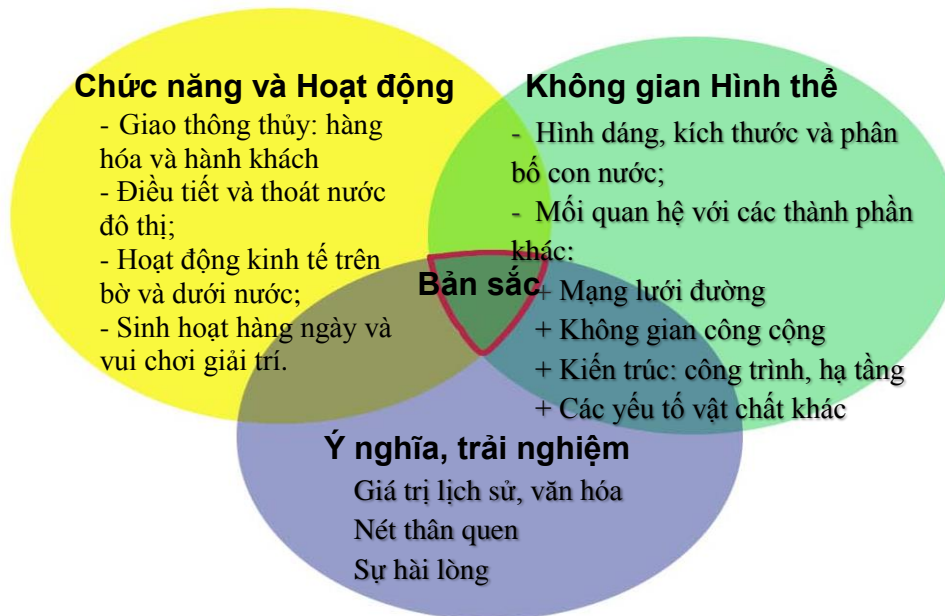 Chức năng và Hoạt động
- Giao thông thủy: hàng
hóa và hành khách
- Điều tiết và thoát nước
đô thị;
- Hoạt động kinh tế trên
bờ và dưới nước;
- Sinh hoạt hàng ngày và
vui chơi giải trí.
Không gian Hình thể
- Hình dáng, kích thước và phân
bố con nước;
- Mối quan hệ với các thành phần
khác:
+ Mạng lưới đường
+ Không gian công cộng
+ Kiến trúc: công trình, hạ tầng
+ Các yếu tố vật chất khác
Bản sắc
Ý nghĩa, trải nghiệm
Giá trị lịch sử, văn hóa
Nét thân quen
Sự hài lòng